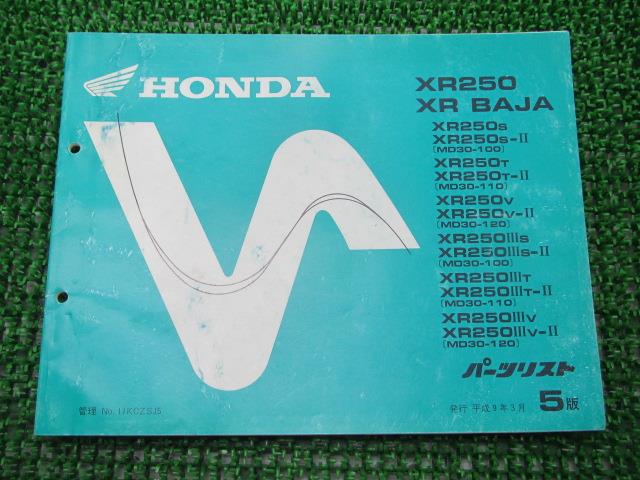 HONDA
XR250
XR BAJA
XR250S
XR250S-II
(MD30-100)
XR250T
XR250T-II
(MD30-110)
XR250V
XR250V-II
(MD30-120)
XR250IIIS
XR250IIIS-II
(MD30-100)
XR250IIIT
XR250IIIT-II
(MD30-110)
XR250IIIV
XR250IIIV-II
(MD30-120)
パーツリスト
管理 No. 17KCZSJ5
発行 平成9年3月 5版